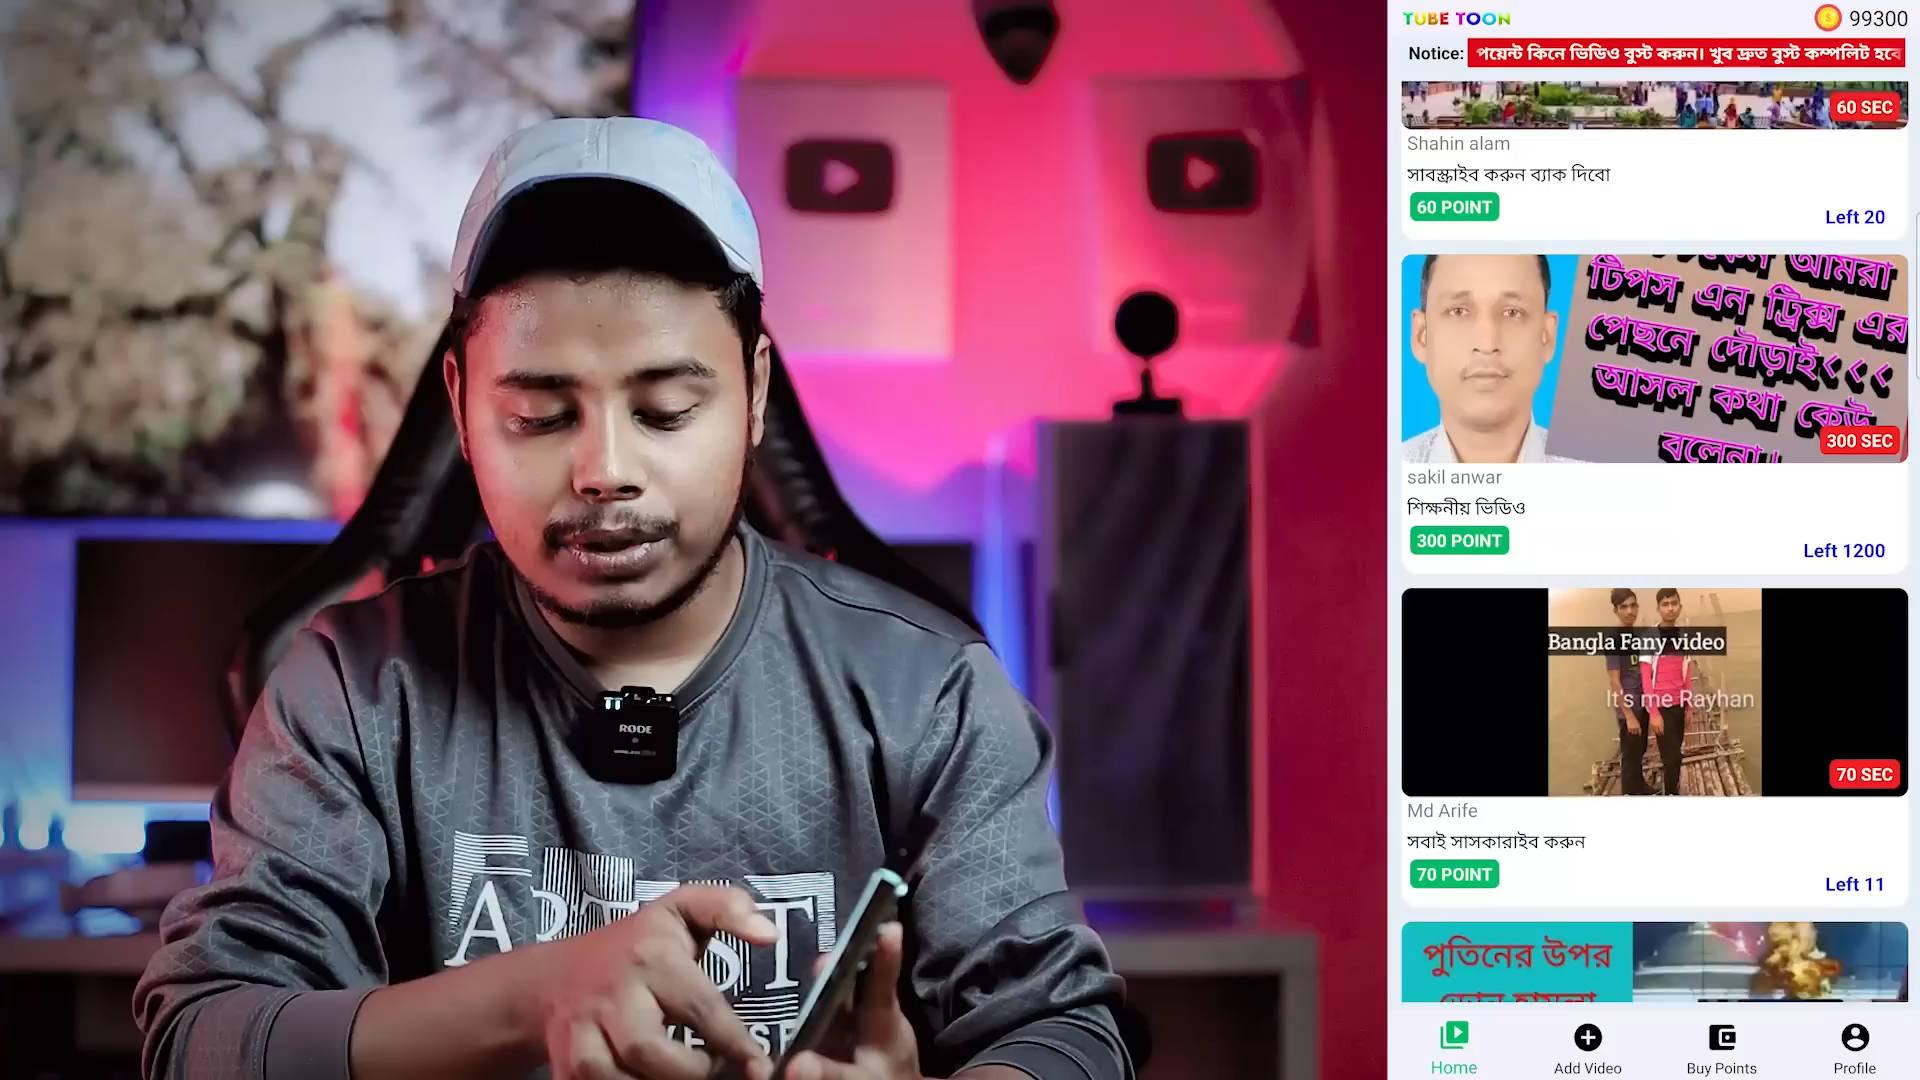 TUBE TOON
99300
Notice: পয়েন্ট কিনে ভিডিও বুস্ট করুন। খুব দ্রুত বুস্ট কম্পলিট হবে
60 SEC
Shahin alam
সাবস্ক্রাইব করুন ব্যাক দিবো
60 POINT
Left 20
আমরা
টিপস এন ট্রিক্স এর
পেছনে দৌড়াই<<<
আসল কথা কেউ
বলেনা।
300 SEC
sakil anwar
শিক্ষনীয় ভিডিও
300 POINT
Left 1200
Bangla Fany video
It's me Rayhan
70 SEC
Md Arife
সবাই সাসকারাইব করুন
70 POINT
Left 11
পুতিনের উপর
Home
Add Video
Buy Points
Profile
RØDE